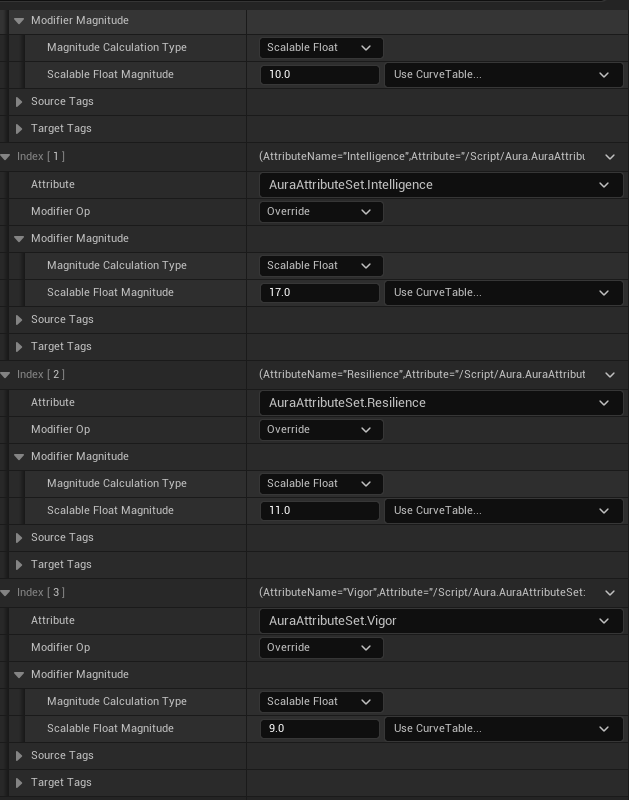 Modifier Magnitude
Magnitude Calculation Type Scalable Float
Scalable Float Magnitude 10.0 Use CurveTable...
Source Tags
Target Tags
Index [ 1 ] (AttributeName="Intelligence",Attribute="/Script/Aura.AuraAttribu
Attribute AuraAttributeSet.Intelligence
Modifier Op Override
Modifier Magnitude
Magnitude Calculation Type Scalable Float
Scalable Float Magnitude 17.0 Use CurveTable...
Source Tags
Target Tags
Index [ 2 ] (AttributeName="Resilience",Attribute="/Script/Aura.AuraAttribut
Attribute AuraAttributeSet.Resilience
Modifier Op Override
Modifier Magnitude
Magnitude Calculation Type Scalable Float
Scalable Float Magnitude 11.0 Use CurveTable...
Source Tags
Target Tags
Index [ 3 ] (AttributeName="Vigor",Attribute="/Script/Aura.AuraAttributeSet:
Attribute AuraAttributeSet.Vigor
Modifier Op Override
Modifier Magnitude
Magnitude Calculation Type Scalable Float
Scalable Float Magnitude 9.0 Use CurveTable...
Source Tags
Target Tags